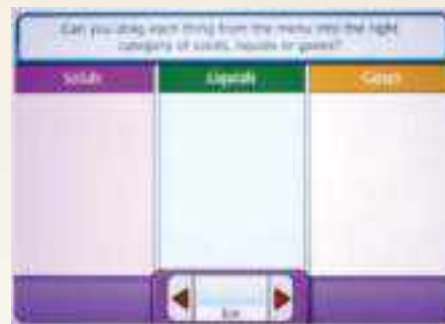 Can you drag each thing from the menu into the right
category of solids, liquids or gases?
Solids Liquids Gases